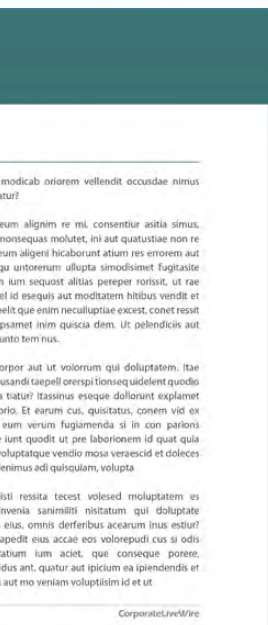 modicab oriorem vellendit occusdae nimus
atur?
eum alignim re mi, consentiur asitia simus,
nonsequas molutet, ini aut quatustiae non re
eum aligeni hicaborunt atium res errorem aut
qu untorerum ullupta simodisimet fugitasite
ium sequost alitias pereper rorissit, ut rae
el id esequis aut moditatem hitibus vendit et
elit que enim neculluptiae excest, conet ressit
psamet inim quiscia dem. Ut pelendiciis aut
unto tem nus.
orpor aut ut volorrum qui doluptatem. Itae
usandi taepell orerspi tionseq uidelent quodio
a tiatur? Itassinus eseque dollorunt explamet
orio. Et earum cus, quisitatus, conem vid ex
eum verum fugiamenda si in con parions
iunt quodit ut pre laborionem id quat quia
voluptatque vendio mosa veraescid et doleces
denimus adi quisquiam, volupta
isti ressita tecest volesed moluptatem es
nvenia sanimiliti nisitatum qui doluptate
eius, omnis derferibus acearum inus estiur?
apedit eius accae eos volorepudi cus si odis
tatium ium aciet, que conseque porere,
idus ant, quatur aut ipicium ea ipiendendis et
aut mo veniam voluptiisim id et ut
CorporateLiveWire